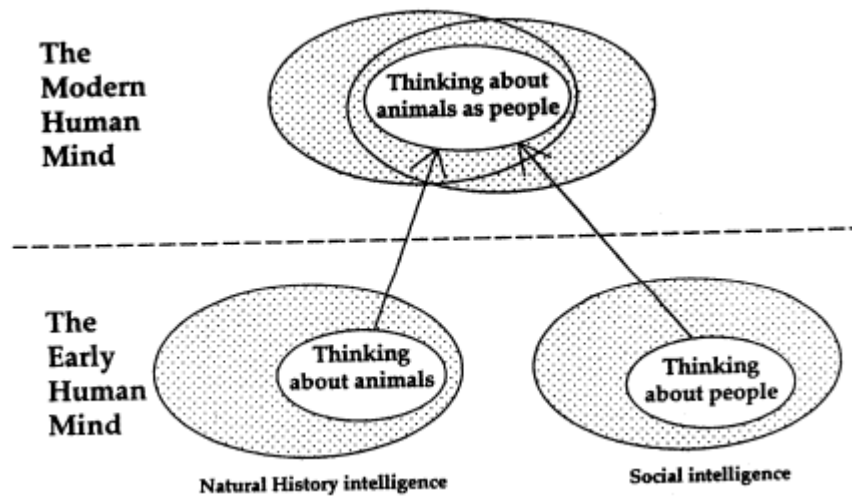 The
Modern
Human
Mind
Thinking about
animals as people
The
Early
Human
Mind
Thinking
about animals
Thinking
about people
Natural History intelligence
Social intelligence